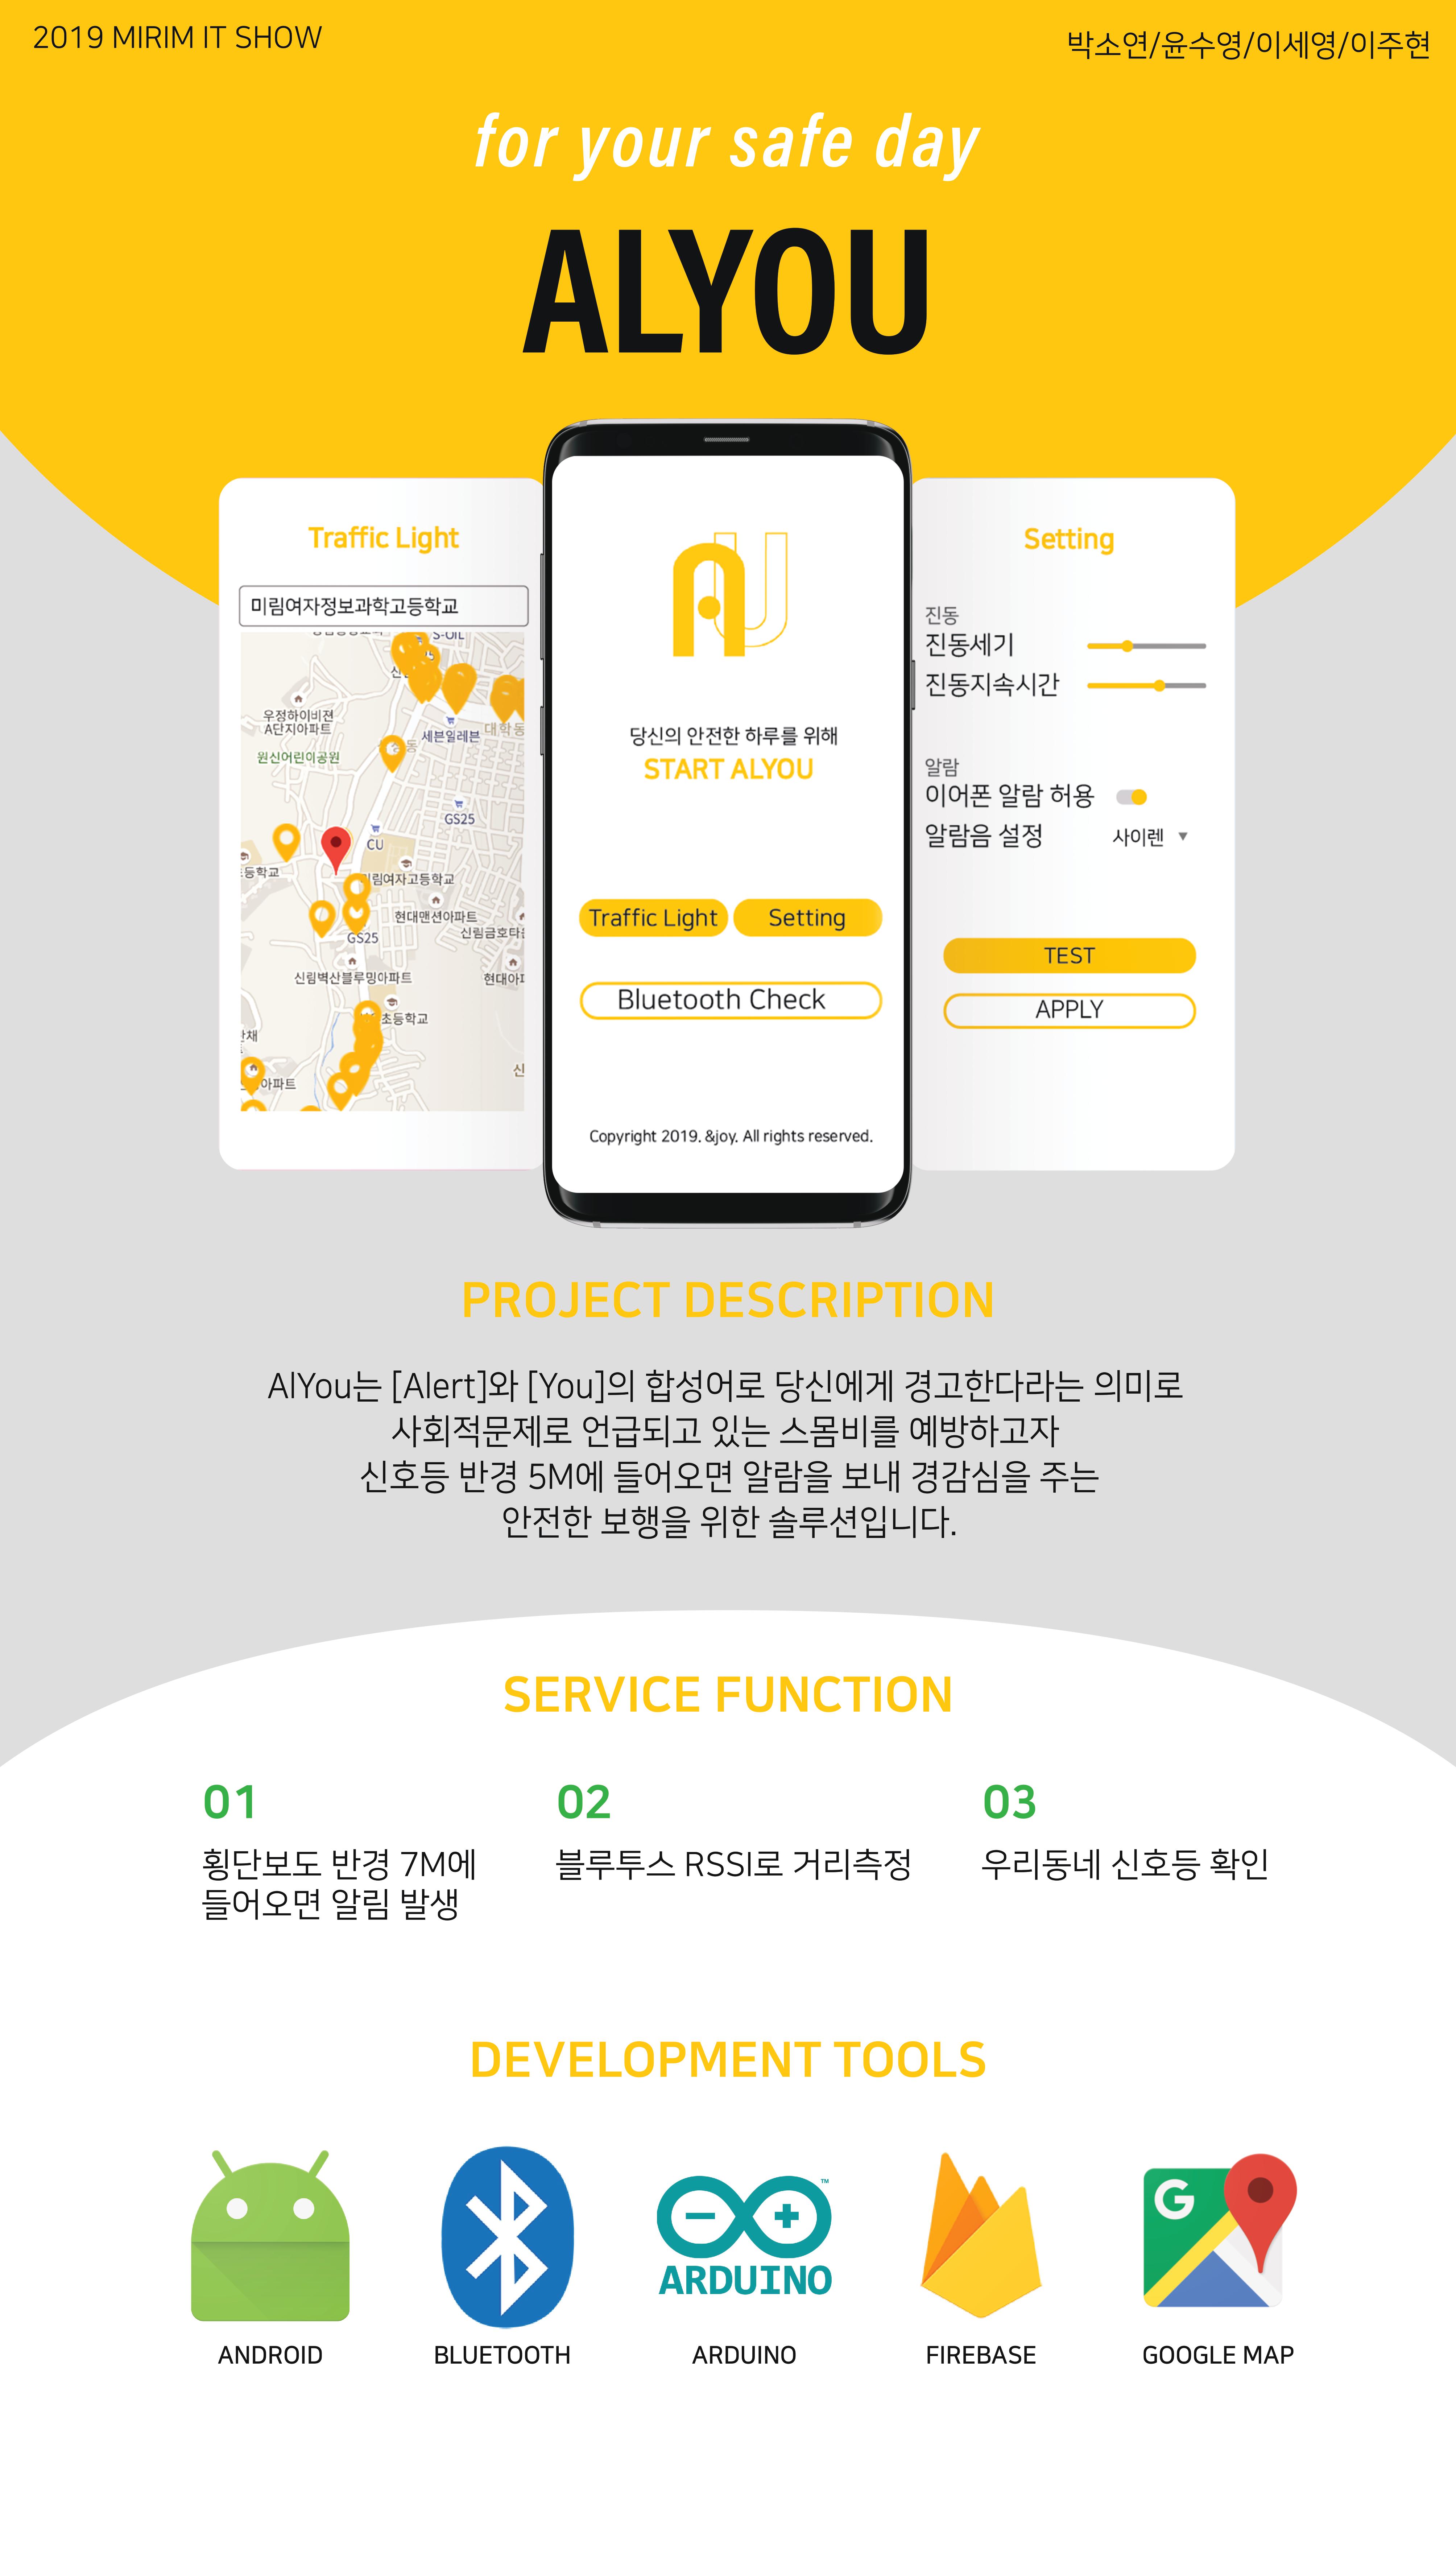 2019 MIRIM IT SHOW
박소연/윤수영/이세영/이주현
for your safe day
ALYOU
Traffic Light
미림여자정보과학고등학교
S-OIL
우정하이비젼
A단지아파트
세븐일레븐
대학동
원신어린이공원
GS25
CU
등학교
림여자고등학교
현대맨션아파트
GS25
신림금호타운
신림벽산블루밍아파트
현대아파
초등학교
아파트
당신의 안전한 하루를 위해
START ALYOU
Traffic Light
Setting
Bluetooth Check
Copyright 2019. &joy. All rights reserved.
Setting
진동
진동세기
진동지속시간
알람
이어폰 알람 허용
알람음 설정
사이렌
TEST
APPLY
PROJECT DESCRIPTION
AlYou는 [Alert]와 [You]의 합성어로 당신에게 경고한다라는 의미로
사회적문제로 언급되고 있는 스몸비를 예방하고자
신호등 반경 5M에 들어오면 알람을 보내 경감심을 주는
안전한 보행을 위한 솔루션입니다.
SERVICE FUNCTION
01
횡단보도 반경 7M에
들어오면 알림 발생
02
블루투스 RSSI로 거리측정
03
우리동네 신호등 확인
DEVELOPMENT TOOLS
G
ARDUINO
TM
ANDROID
BLUETOOTH
ARDUINO
FIREBASE
GOOGLE MAP